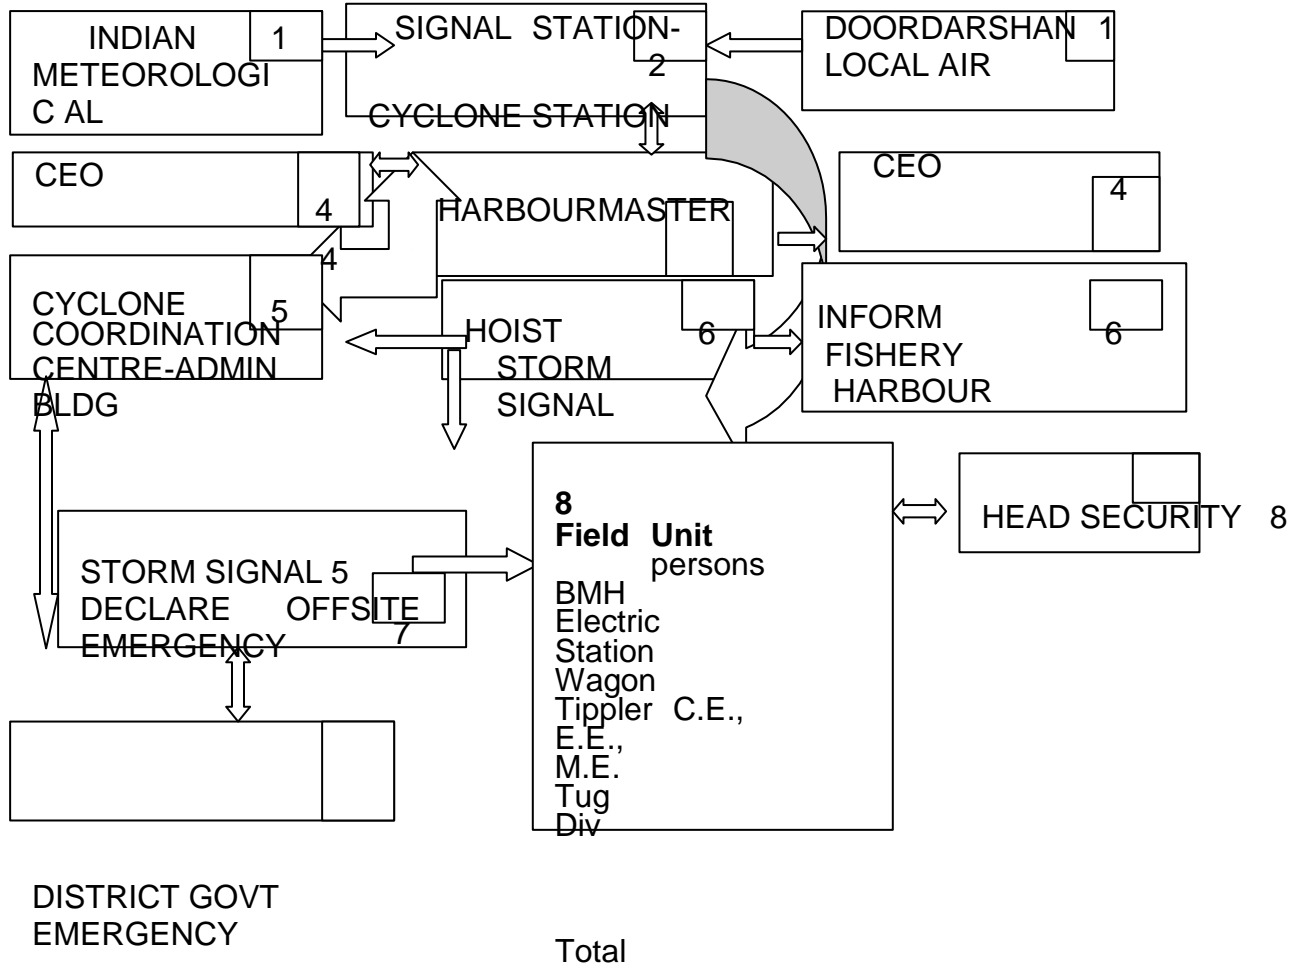 INDIAN 1
METEOROLOGI
C AL
SIGNAL STATION-
2
CYCLONE STATION
DOORDARSHAN 1
LOCAL AIR
CEO
4
HARBOURMASTER
CEO
4
4
CYCLONE 5
COORDINATION
CENTRE-ADMIN
BLDG
HOIST 6
STORM
SIGNAL
INFORM 6
FISHERY
HARBOUR
8
Field Unit
persons
BMH
Electric
Station
Wagon
Tippler C.E.,
E.E.,
M.E.
Tug
Div
HEAD SECURITY 8
STORM SIGNAL 5
DECLARE OFFSITE
EMERGENCY 7
DISTRICT GOVT
EMERGENCY
Total